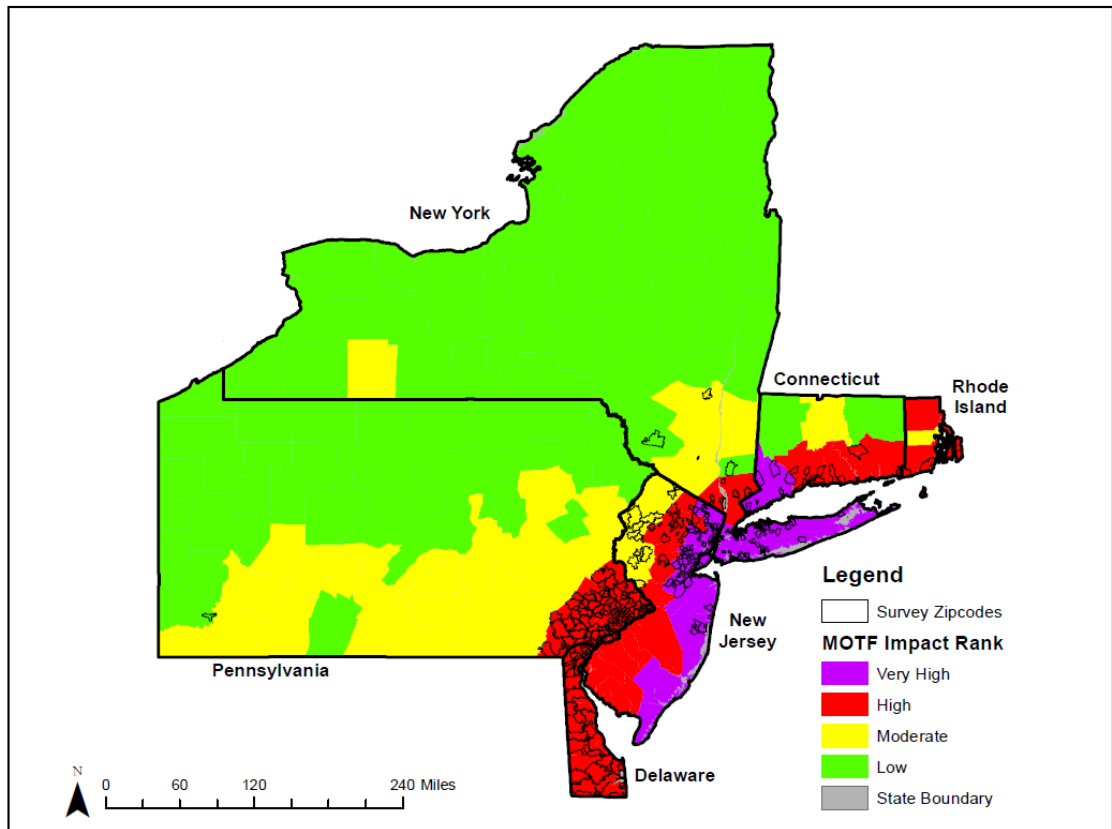 New York
Connecticut
Rhode
Island
Legend
Survey Zipcodes
New
Jersey
MOTF Impact Rank
Pennsylvania
Very High
High
Moderate
Delaware
Low
State Boundary
N
0 60 120 240 Miles